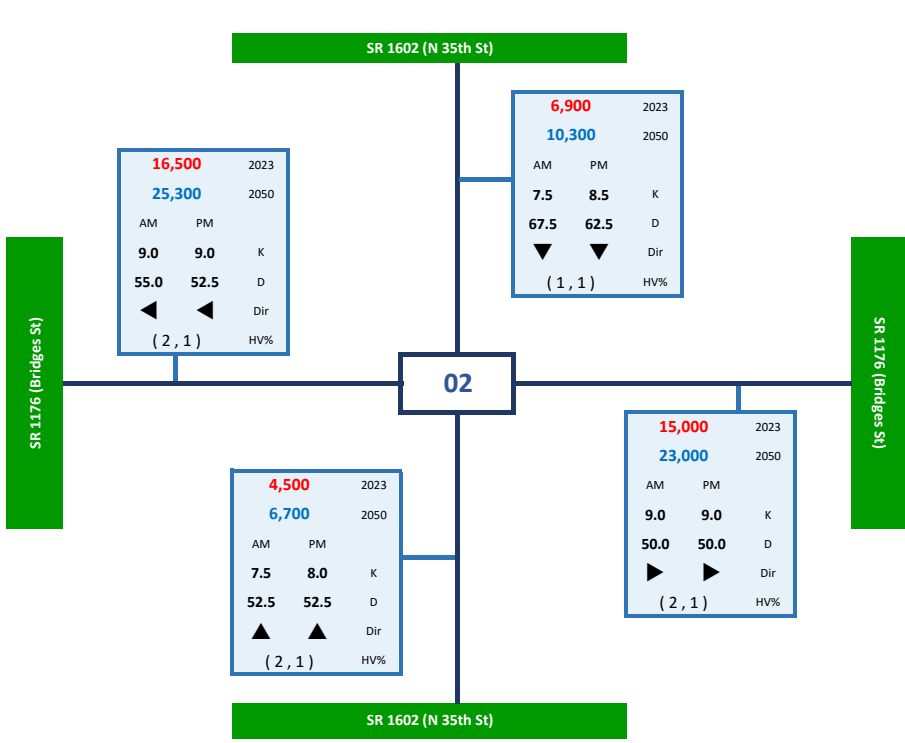 SR 1602 (N 35th St)
6,900 2023
10,300 2050
AM PM
7.5 8.5 K
67.5 62.5 D
Dir
( 1 , 1 ) HV%
16,500 2023
25,300 2050
AM PM
9.0 9.0 K
55.0 52.5 D
Dir
( 2 , 1 ) HV%
SR 1176 (Bridges St)
02
SR 1176 (Bridges St)
15,000 2023
23,000 2050
AM PM
9.0 9.0 K
50.0 50.0 D
Dir
( 2 , 1 ) HV%
4,500 2023
6,700 2050
AM PM
7.5 8.0 K
52.5 52.5 D
Dir
( 2 , 1 ) HV%
SR 1602 (N 35th St)